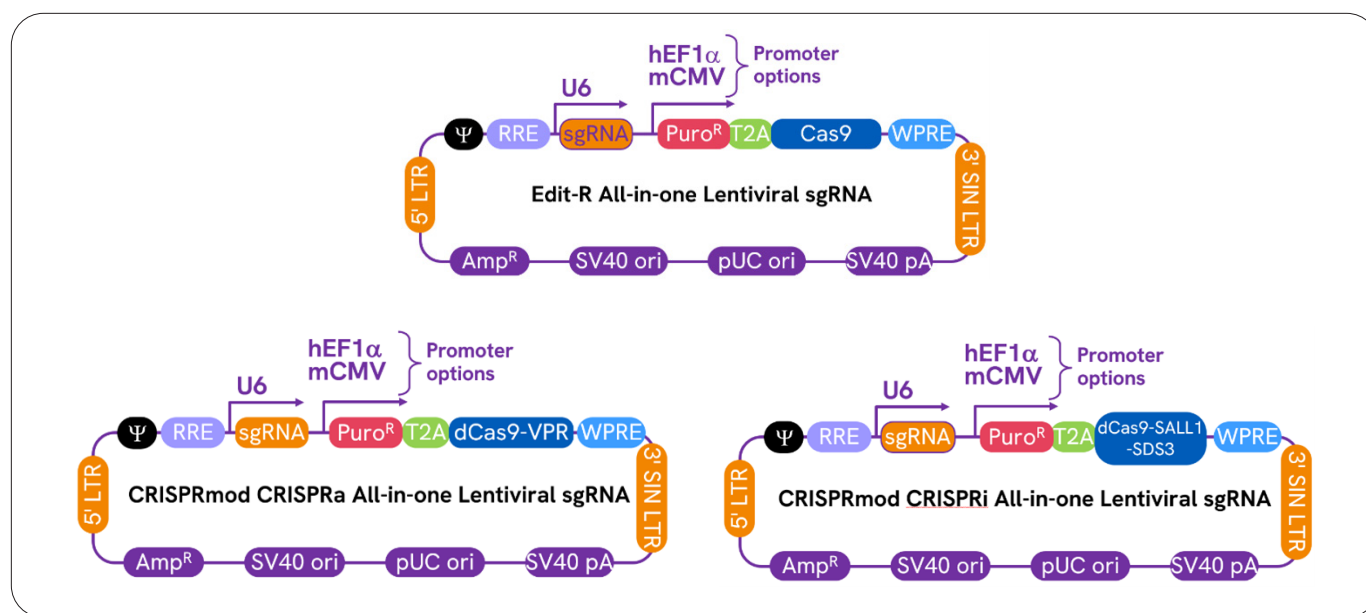 hEF1α
mCMV
Promoter
options
U6
Ψ RRE sgRNA Puroᴿ T2A Cas9 WPRE
5' LTR
3' SIN LTR
Edit-R All-in-one Lentiviral sgRNA
Ampᴿ SV40 ori pUC ori SV40 pA
hEF1α
mCMV
Promoter
options
U6
Ψ RRE sgRNA Puroᴿ T2A dCas9-VPR WPRE
5' LTR
3' SIN LTR
CRISPRmod CRISPRa All-in-one Lentiviral sgRNA
Ampᴿ SV40 ori pUC ori SV40 pA
hEF1α
mCMV
Promoter
options
U6
Ψ RRE sgRNA Puroᴿ T2A dCas9-SALL1
-SDS3 WPRE
5' LTR
3' SIN LTR
CRISPRmod CRISPRi All-in-one Lentiviral sgRNA
Ampᴿ SV40 ori pUC ori SV40 pA